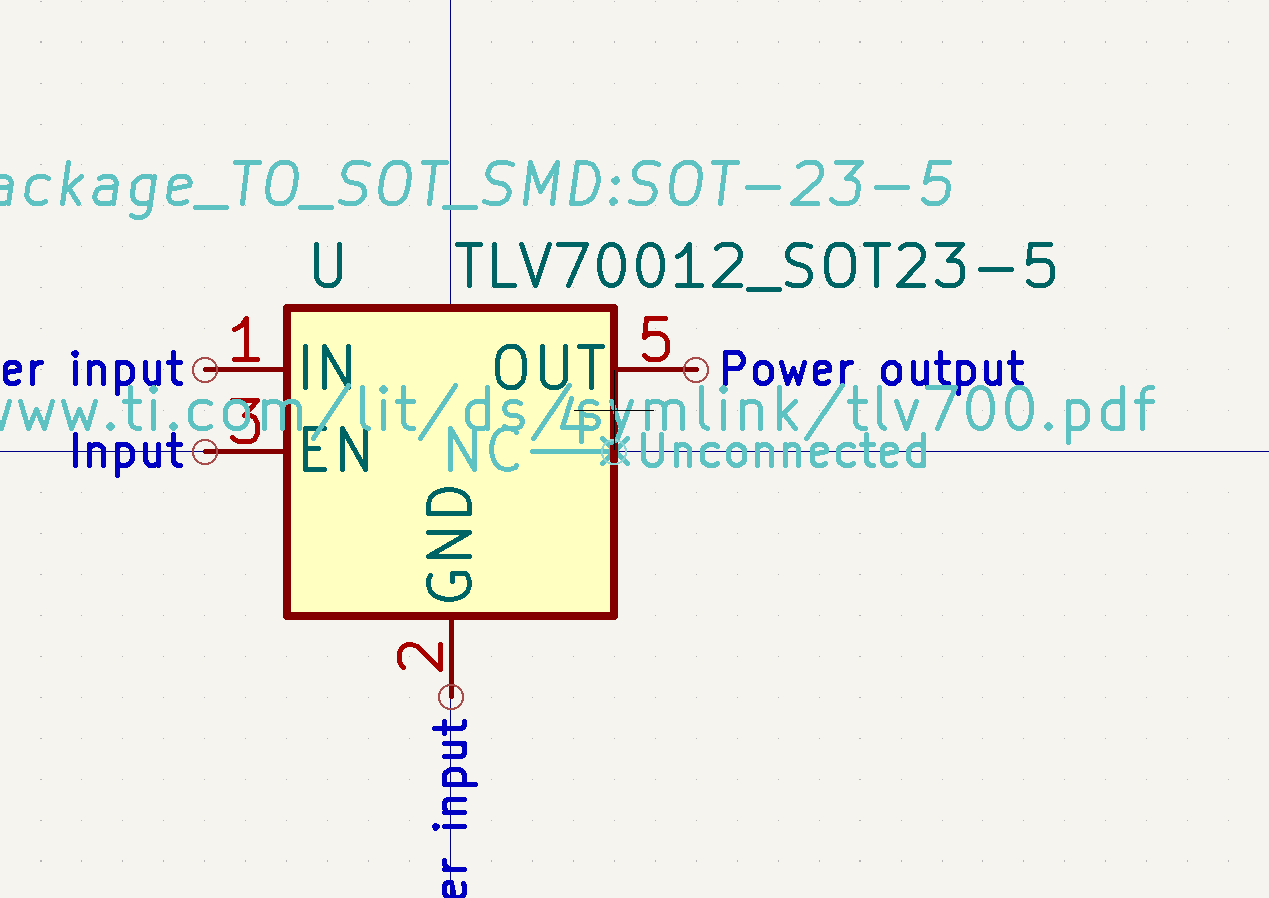 ackage_TO_SOT_SMD:SOT-23-5
U TLV70012_SOT23-5
1 5
er input IN OUT Power output
www.ti.com/lit/ds/symlink/tlv700.pdf
3 4
Input EN NC Unconnected
GND
2
er input